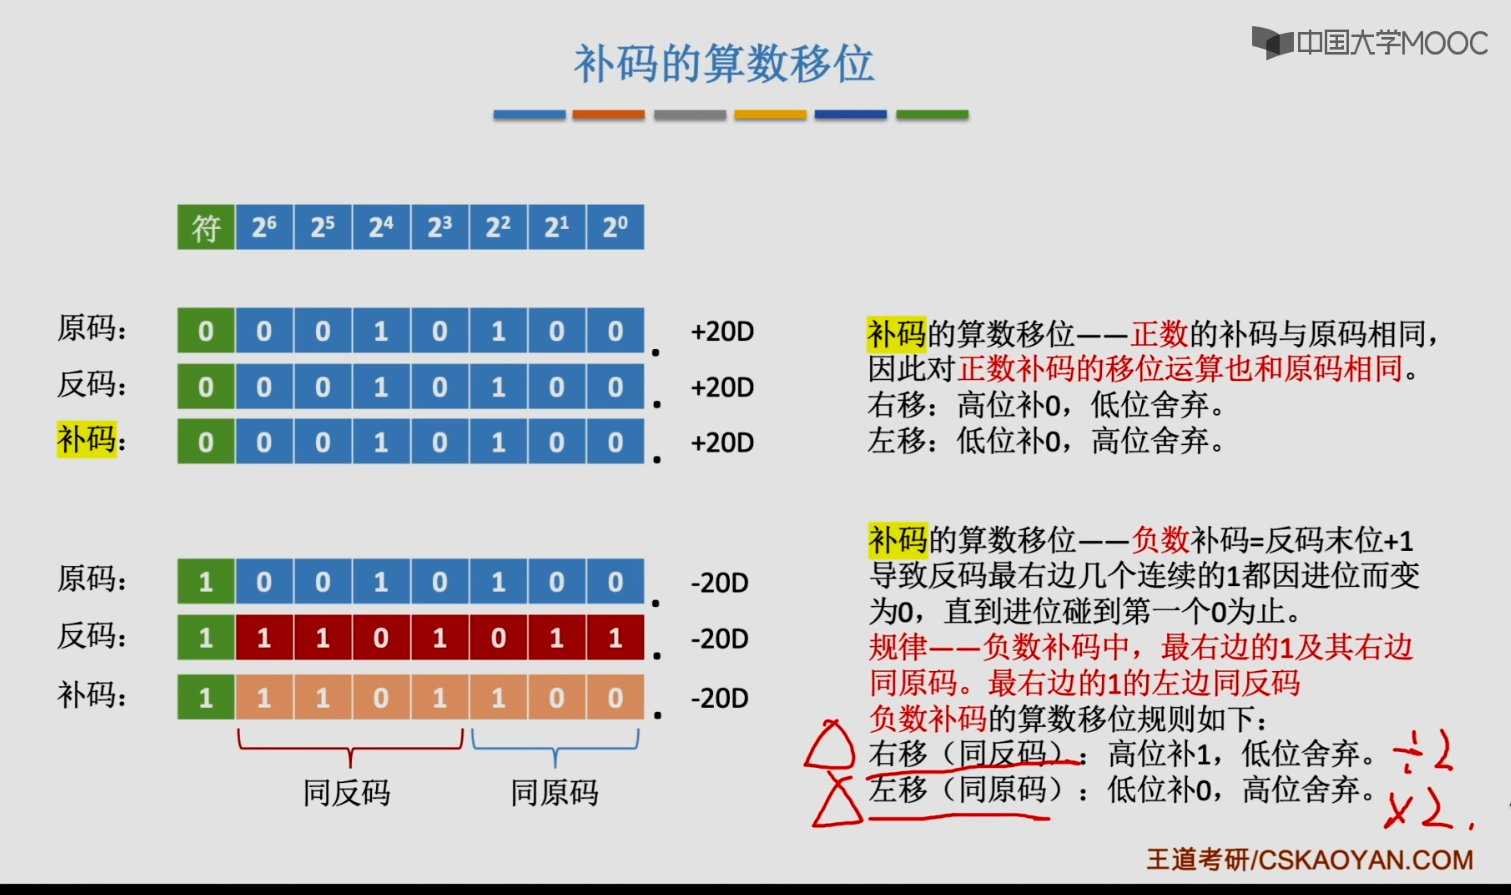 中国大学MOOC
补码的算数移位
符 2⁶ 2⁵ 2⁴ 2³ 2² 2¹ 2⁰
原码： 0 0 0 1 0 1 0 0 . +20D
反码： 0 0 0 1 0 1 0 0 . +20D
补码： 0 0 0 1 0 1 0 0 . +20D
补码的算数移位——正数的补码与原码相同，
因此对正数补码的移位运算也和原码相同。
右移：高位补0，低位舍弃。
左移：低位补0，高位舍弃。
原码： 1 0 0 1 0 1 0 0 . -20D
反码： 1 1 1 0 1 0 1 1 . -20D
补码： 1 1 1 0 1 1 0 0 . -20D
同反码 同原码
补码的算数移位——负数补码=反码末位+1
导致反码最右边几个连续的1都因进位而变
为0，直到进位碰到第一个0为止。
规律——负数补码中，最右边的1及其右边
同原码。最右边的1的左边同反码
负数补码的算数移位规则如下：
右移（同反码）：高位补1，低位舍弃。 ÷2
左移（同原码）：低位补0，高位舍弃。 ×2.
王道考研/CSKAOYAN.COM